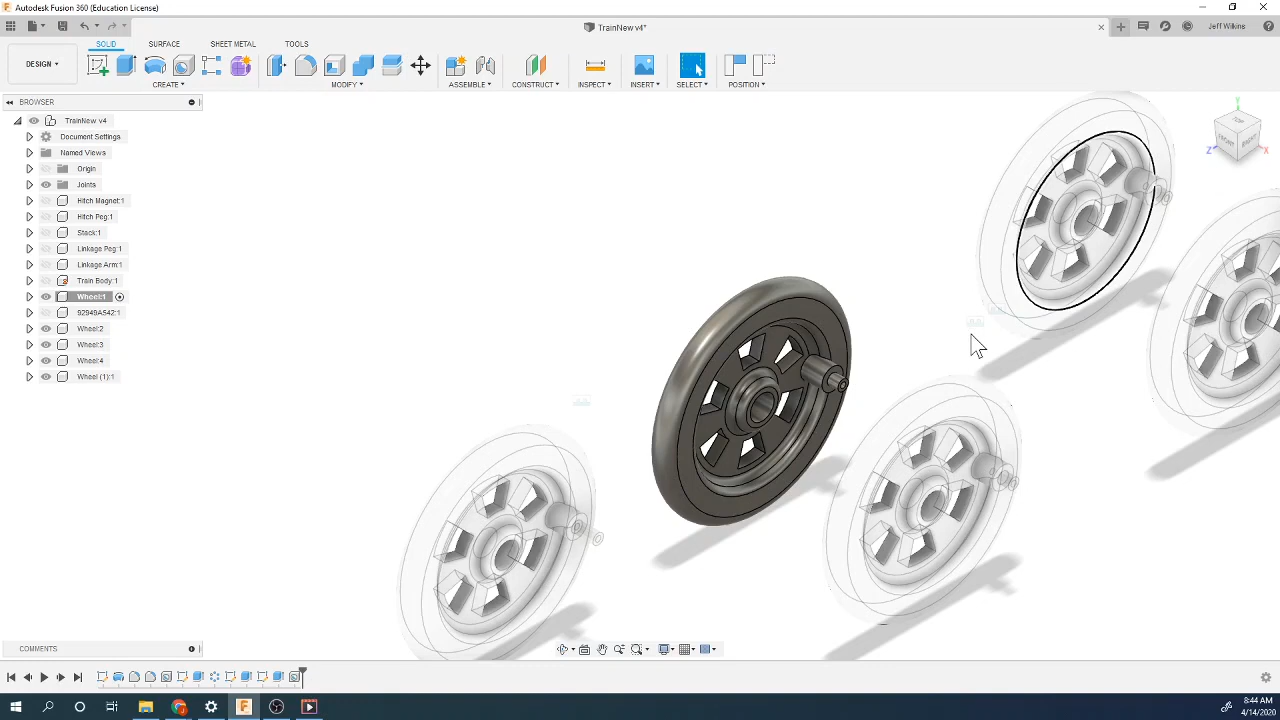 Autodesk Fusion 360 (Education License)
TrainNew v4*
Jeff Wilkins
SOLID SURFACE SHEET METAL TOOLS
DESIGN
CREATE MODIFY ASSEMBLE CONSTRUCT INSPECT INSERT SELECT POSITION
BROWSER
TrainNew v4
Document Settings
Named Views
Origin
Joints
Hitch Magnet:1
Hitch Peg:1
Stack:1
Linkage Peg:1
Linkage Arm:1
Train Body:1
Wheel:1
92949A542:1
Wheel:2
Wheel:3
Wheel:4
Wheel (1):1
Y
TOP
FRONT RIGHT
Z X
COMMENTS
8:44 AM
4/14/2020